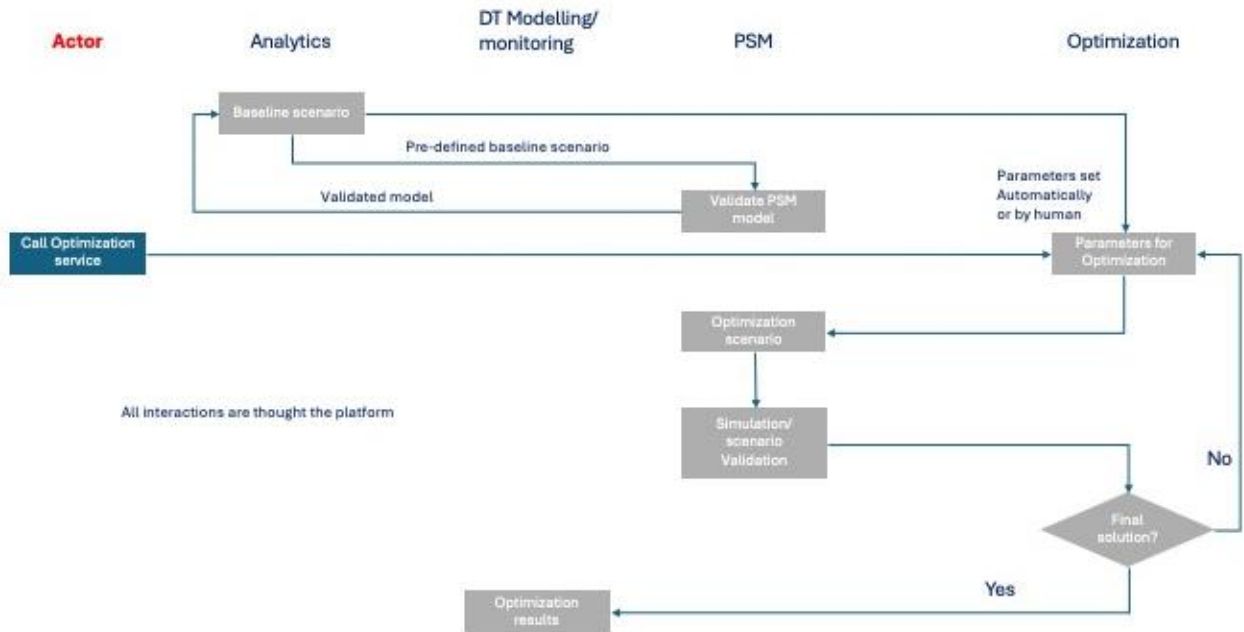 DT Modelling/
monitoring
Actor
Analytics
PSM
Optimization
Baseline scenario
Pre-defined baseline scenario
Validated model
Validate PSM
model
Parameters set
Automatically
or by human
Call Optimization
service
Parameters for
Optimization
Optimization
scenario
All interactions are thought the platform
Simulation/
scenario
Validation
No
Final
solution?
Yes
Optimization
results